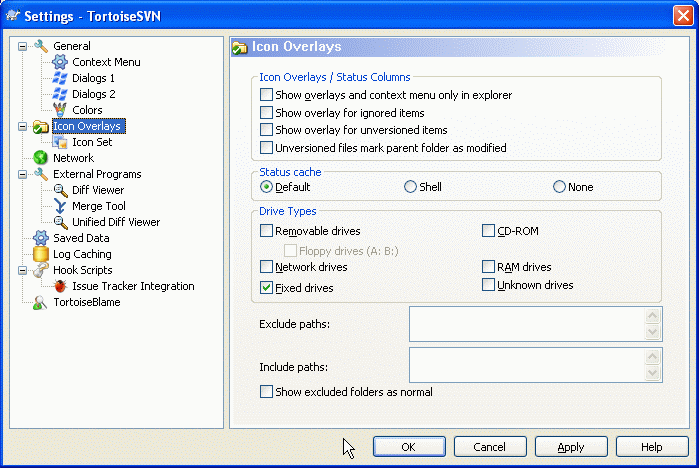 Settings - TortoiseSVN
General
Context Menu
Dialogs 1
Dialogs 2
Colors
Icon Overlays
Icon Set
Network
External Programs
Diff Viewer
Merge Tool
Unified Diff Viewer
Saved Data
Log Caching
Hook Scripts
Issue Tracker Integration
TortoiseBlame
Icon Overlays
Icon Overlays / Status Columns
Show overlays and context menu only in explorer
Show overlay for ignored items
Show overlay for unversioned items
Unversioned files mark parent folder as modified
Status cache
Default Shell None
Drive Types
Removable drives CD-ROM
Floppy drives (A: B:)
Network drives RAM drives
Fixed drives Unknown drives
Exclude paths:
Include paths:
Show excluded folders as normal
OK Cancel Apply Help